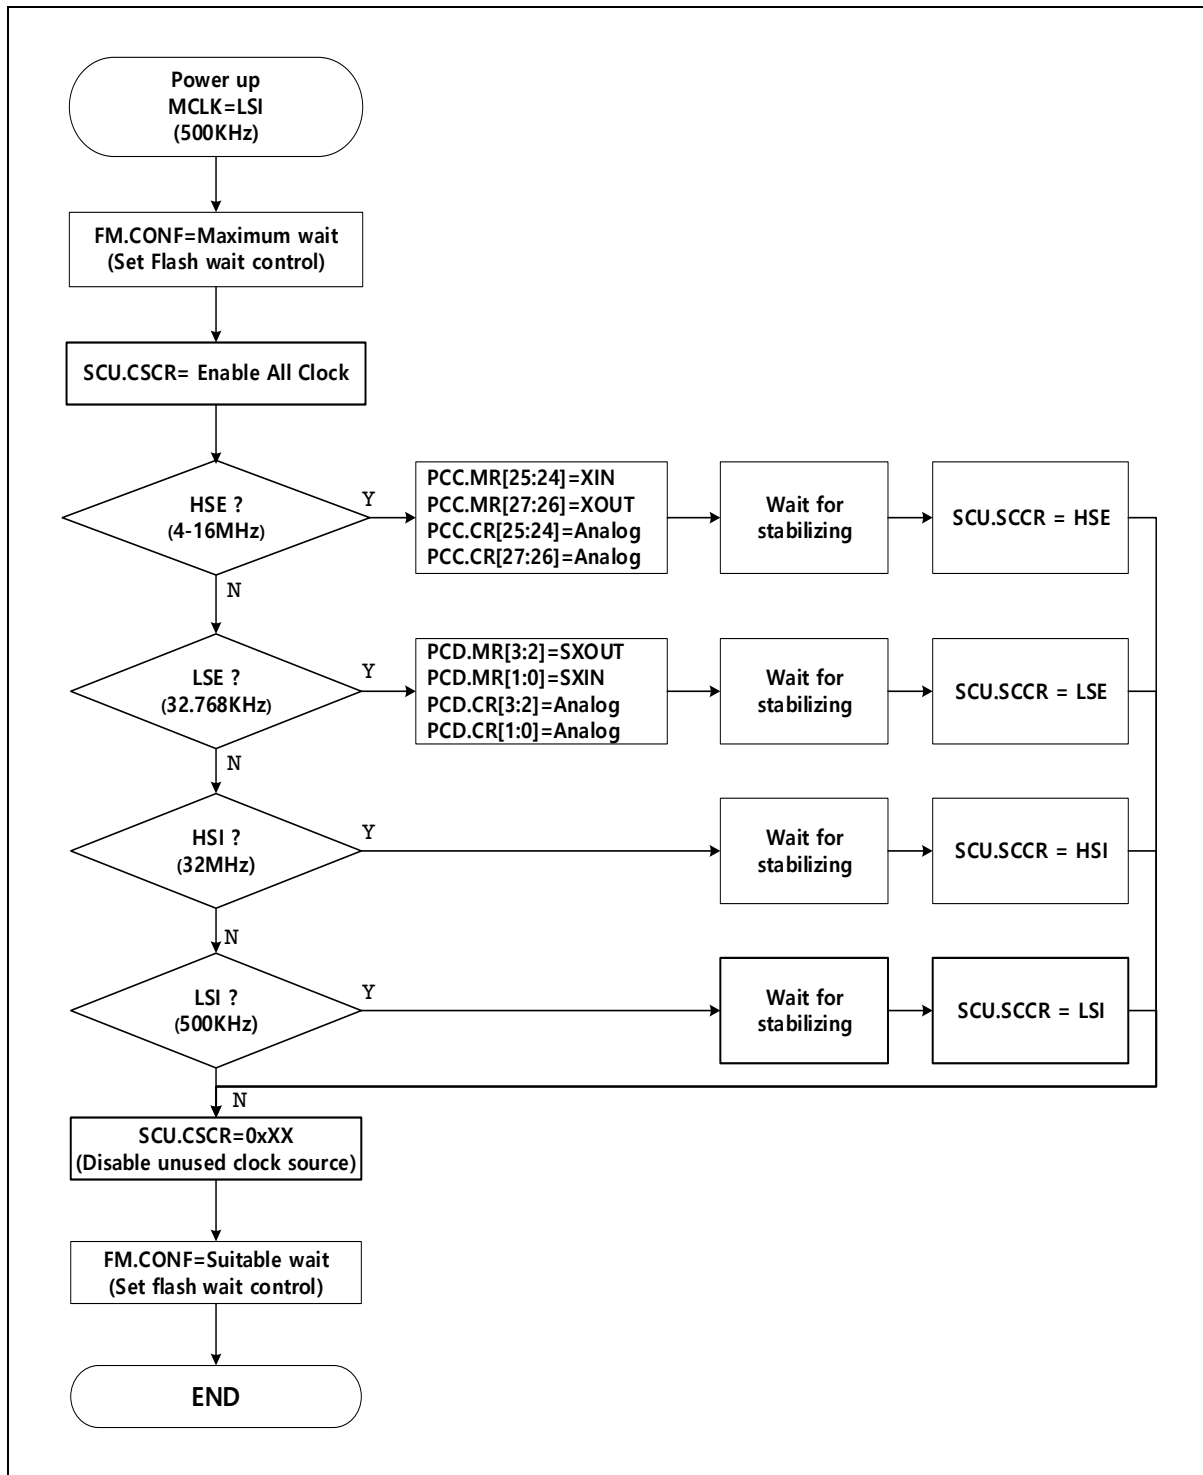 Power up
MCLK=LSI
(500KHz)
FM.CONF=Maximum wait
(Set Flash wait control)
SCU.CSCR= Enable All Clock
HSE ?
(4-16MHz)
Y
PCC.MR[25:24]=XIN
PCC.MR[27:26]=XOUT
PCC.CR[25:24]=Analog
PCC.CR[27:26]=Analog
Wait for
stabilizing
SCU.SCCR = HSE
N
LSE ?
(32.768KHz)
Y
PCD.MR[3:2]=SXOUT
PCD.MR[1:0]=SXIN
PCD.CR[3:2]=Analog
PCD.CR[1:0]=Analog
Wait for
stabilizing
SCU.SCCR = LSE
N
HSI ?
(32MHz)
Y
Wait for
stabilizing
SCU.SCCR = HSI
N
LSI ?
(500KHz)
Y
Wait for
stabilizing
SCU.SCCR = LSI
N
SCU.CSCR=0xXX
(Disable unused clock source)
FM.CONF=Suitable wait
(Set flash wait control)
END